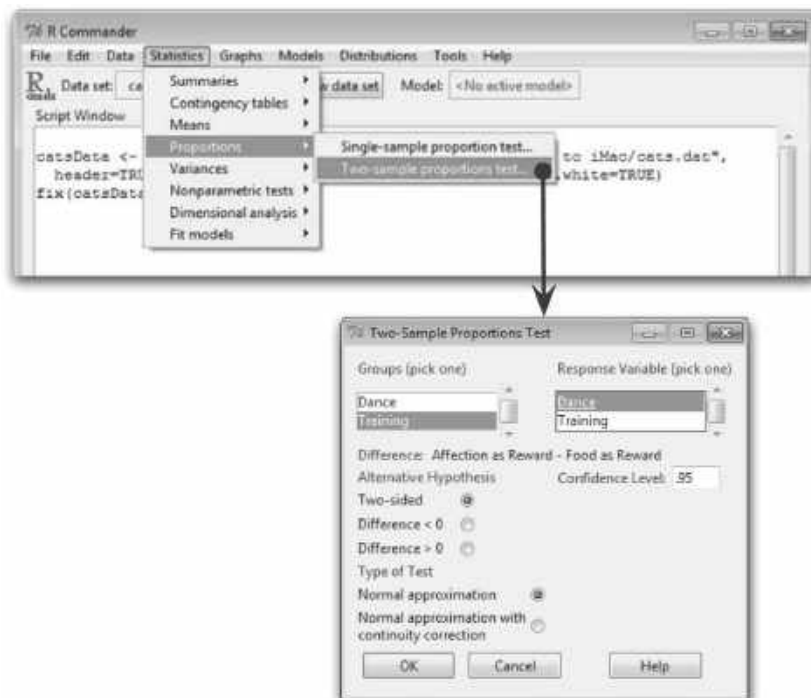 R Commander
File Edit Data Statistics Graphs Models Distributions Tools Help
Data set: ca data set Model: <No active model>
Script Window
Summaries
Contingency tables
Means
Proportions
Variances
Nonparametric tests
Dimensional analysis
Fit models
Single-sample proportion test...
Two-sample proportions test...
catsData <- to iMac/cats.dat",
header=TRU .white=TRUE)
fix(catsData
Two-Sample Proportions Test
Groups (pick one) Response Variable (pick one)
Dance Dance
Training Training
Difference: Affection as Reward - Food as Reward
Alternative Hypothesis Confidence Level: .95
Two-sided
Difference < 0
Difference > 0
Type of Test
Normal approximation
Normal approximation with
continuity correction
OK Cancel Help